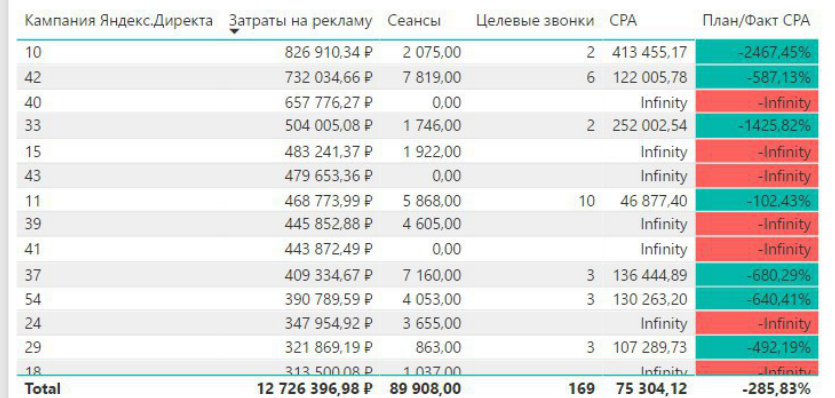 Кампания Яндекс.Директа Затраты на рекламу Сеансы Целевые звонки CPA План/Факт CPA
10 826 910,34 ₽ 2 075,00 2 413 455,17 -2467,45%
42 732 034,66 ₽ 7 819,00 6 122 005,78 -587,13%
40 657 776,27 ₽ 0,00 Infinity -Infinity
33 504 005,08 ₽ 1 746,00 2 252 002,54 -1425,82%
15 483 241,37 ₽ 1 922,00 Infinity -Infinity
43 479 653,36 ₽ 0,00 Infinity -Infinity
11 468 773,99 ₽ 5 868,00 10 46 877,40 -102,43%
39 445 852,88 ₽ 4 605,00 Infinity -Infinity
41 443 872,49 ₽ 0,00 Infinity -Infinity
37 409 334,67 ₽ 7 160,00 3 136 444,89 -680,29%
54 390 789,59 ₽ 4 053,00 3 130 263,20 -640,41%
24 347 954,92 ₽ 3 655,00 Infinity -Infinity
29 321 869,19 ₽ 863,00 3 107 289,73 -492,19%
18 313 500,08 ₽ 1 037,00 Infinity -Infinity
Total 12 726 396,98 ₽ 89 908,00 169 75 304,12 -285,83%